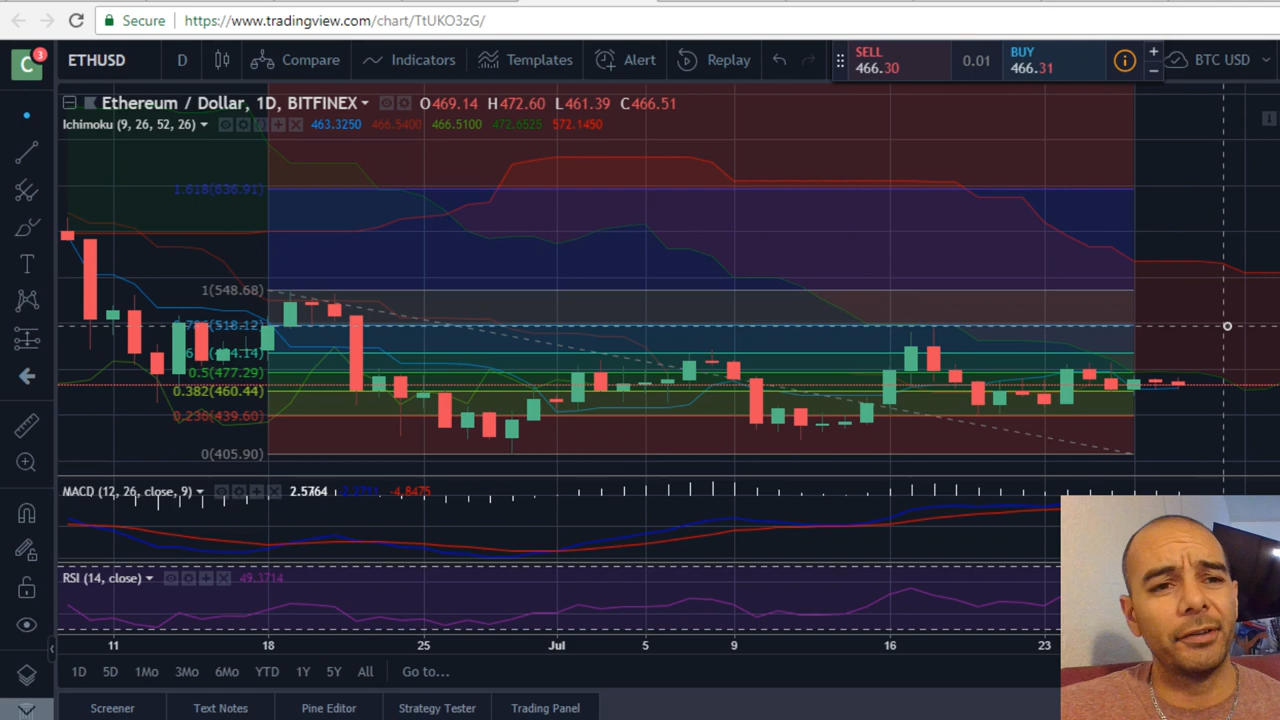 Secure https://www.tradingview.com/chart/TtUKO3zG/
C 3 ETHUSD D Compare Indicators Templates Alert Replay SELL 466.30 0.01 BUY 466.31 BTC USD
Ethereum / Dollar, 1D, BITFINEX O469.14 H472.60 L461.39 C466.51
Ichimoku (9, 26, 52, 26) 463.3250 466.5400 466.5100 472.6525 572.1450
1.618(636.91)
1(548.68)
0.5(477.29)
0.382(460.44)
0.236(439.60)
0(405.90)
MACD (12, 26, close, 9) 2.5764 -4.8475
RSI (14, close) 49.3714
11 18 25 Jul 5 9 16 23
1D 5D 1Mo 3Mo 6Mo YTD 1Y 5Y All Go to...
Screener Text Notes Pine Editor Strategy Tester Trading Panel